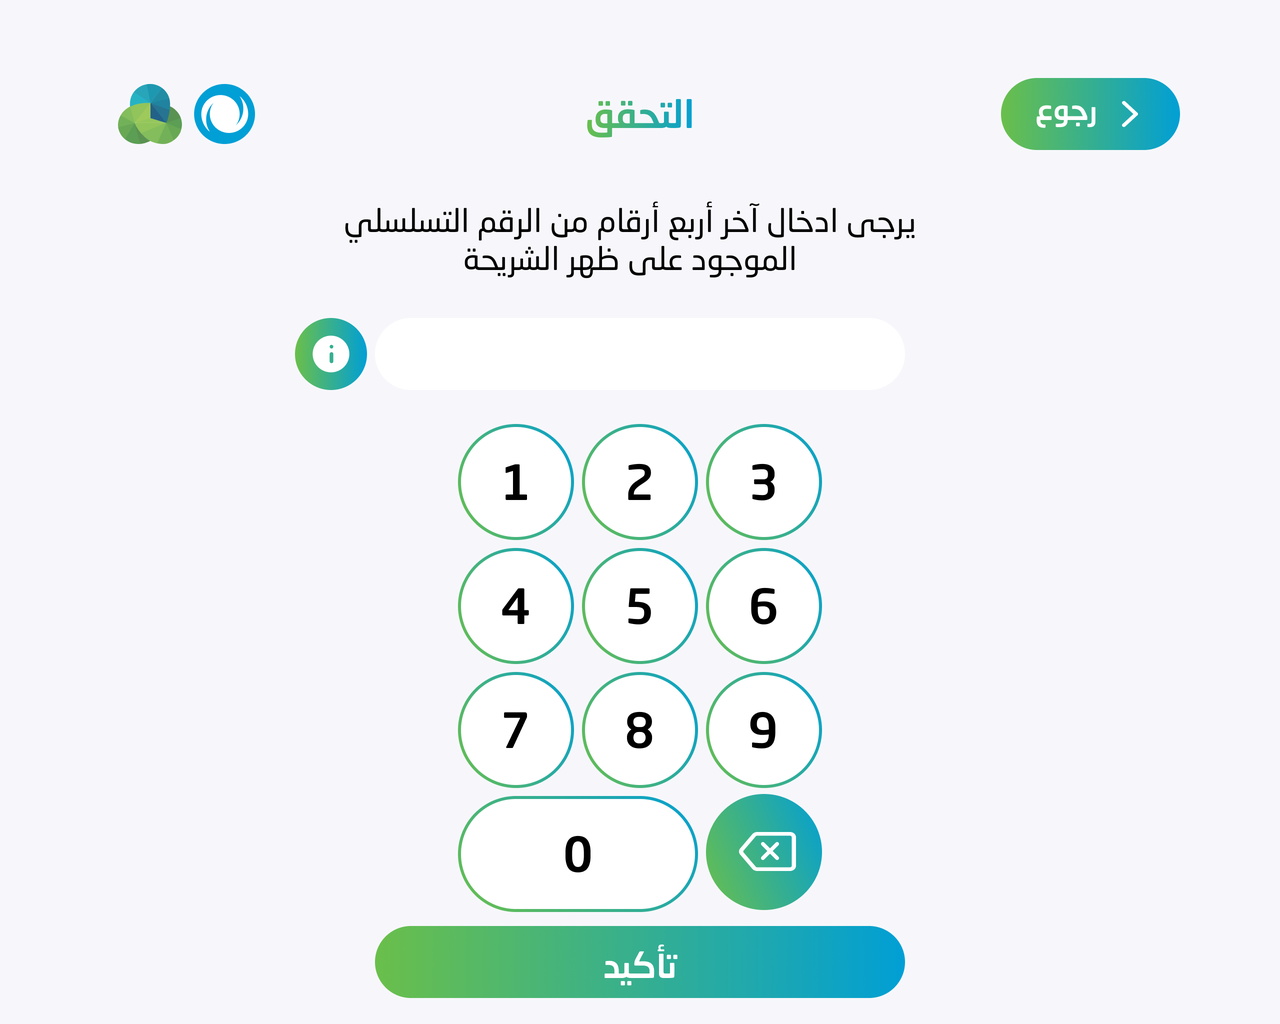 رجوع
التحقق
يرجى ادخال آخر أربع أرقام من الرقم التسلسلي
الموجود على ظهر الشريحة
1 2 3
4 5 6
7 8 9
0
تأكيد